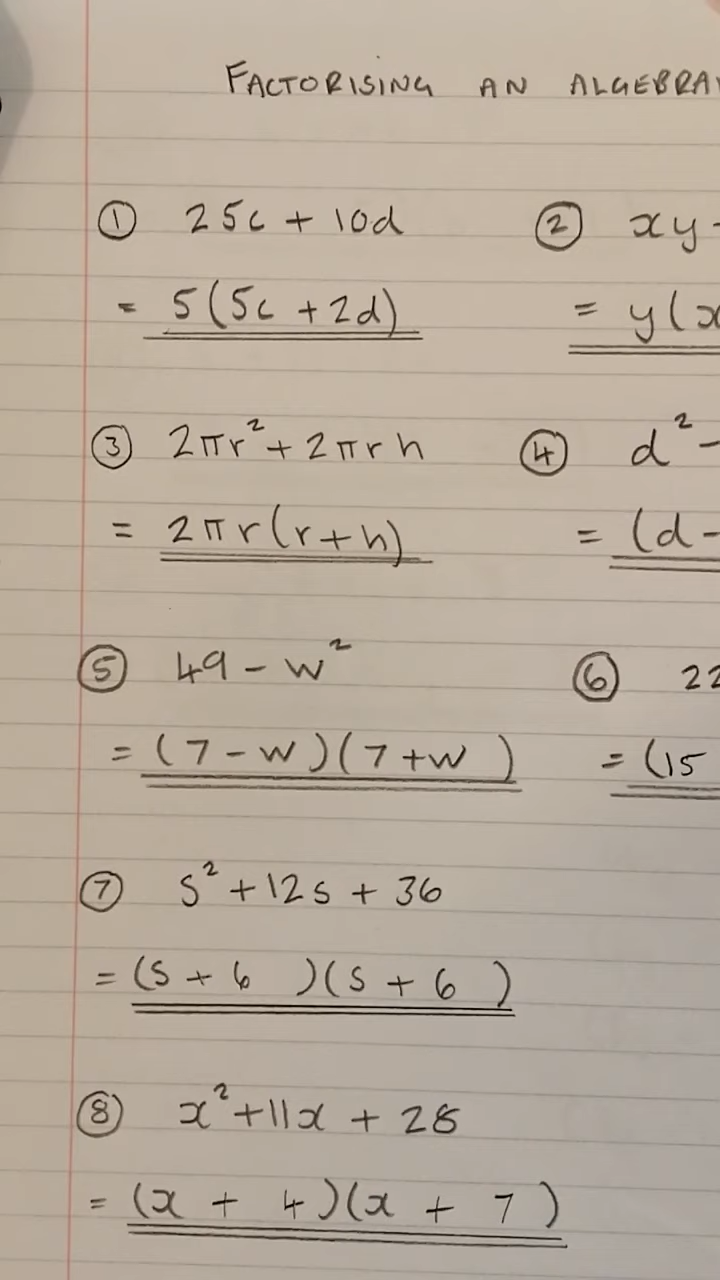 FACTORISING AN ALGEBRA
① 25c + 10d ② xy -
= 5(5c + 2d) = y(x
③ 2πr² + 2πrh ④ d² -
= 2πr(r+h) = (d -
⑤ 49 - w² ⑥ 22
= (7 - w)(7 + w) = (15
⑦ s² + 12s + 36
= (s + 6)(s + 6)
⑧ x² + 11x + 28
= (x + 4)(x + 7)